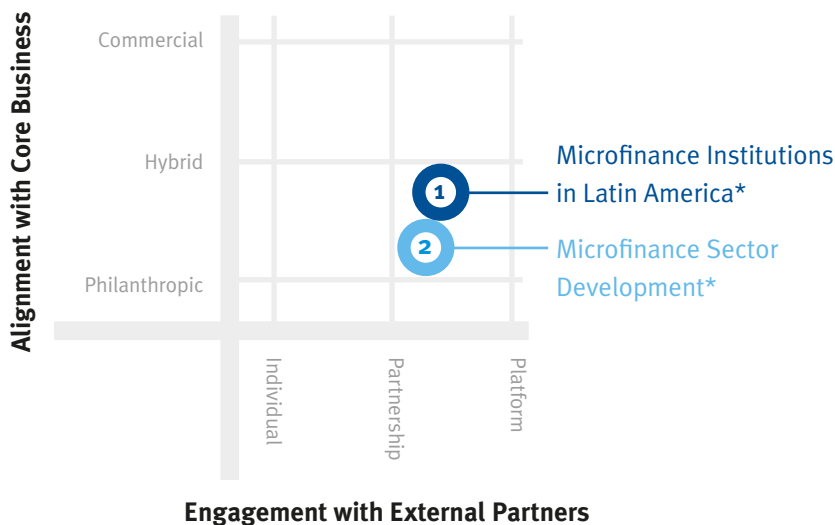 Alignment with Core Business
Commercial
Hybrid
Philanthropic
1
Microfinance Institutions
in Latin America*
2
Microfinance Sector
Development*
Individual
Partnership
Platform
Engagement with External Partners